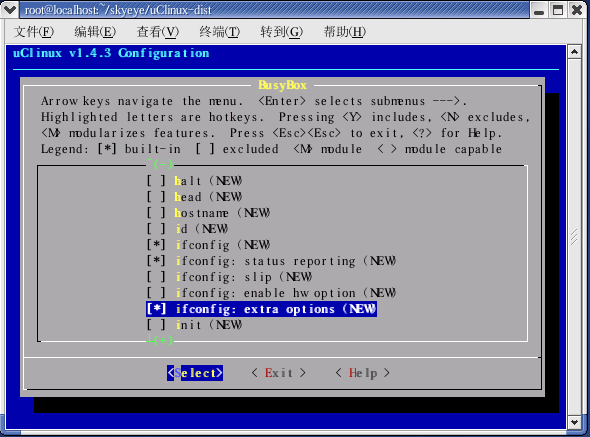 root@localhost:~/skyeye/uClinux-dist
文件(F) 编辑(E) 查看(V) 终端(T) 转到(G) 帮助(H)
uClinux v1.4.3 Configuration
BusyBox
Arrow keys navigate the menu. <Enter> selects submenus --->.
Highlighted letters are hotkeys. Pressing <Y> includes, <N> excludes,
<M> modularizes features. Press <Esc><Esc> to exit, <?> for Help.
Legend: [*] built-in [ ] excluded <M> module < > module capable
^(-)
[ ] halt (NEW)
[ ] head (NEW)
[ ] hostname (NEW)
[ ] id (NEW)
[*] ifconfig (NEW)
[*] ifconfig: status reporting (NEW)
[ ] ifconfig: slip (NEW)
[ ] ifconfig: enable hw option (NEW)
[*] ifconfig: extra options (NEW)
[ ] init (NEW)
v(+)
<Select> < Exit > < Help >